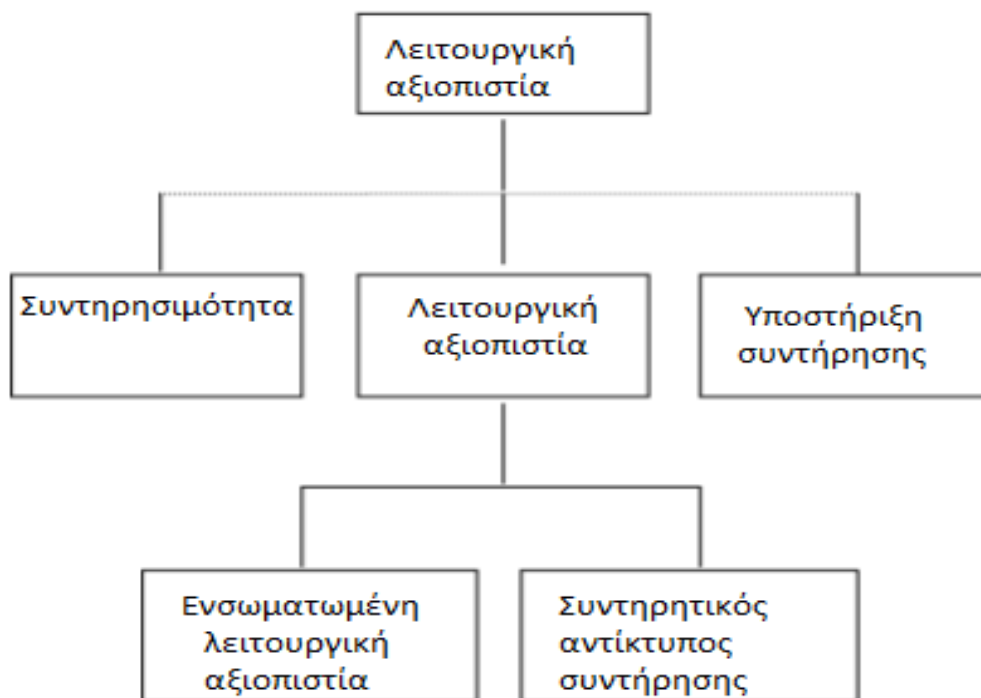 Λειτουργική
αξιοπιστία
Συντηρησιμότητα
Λειτουργική
αξιοπιστία
Υποστήριξη
συντήρησης
Ενσωματωμένη
λειτουργική
αξιοπιστία
Συντηρητικός
αντίκτυπος
συντήρησης